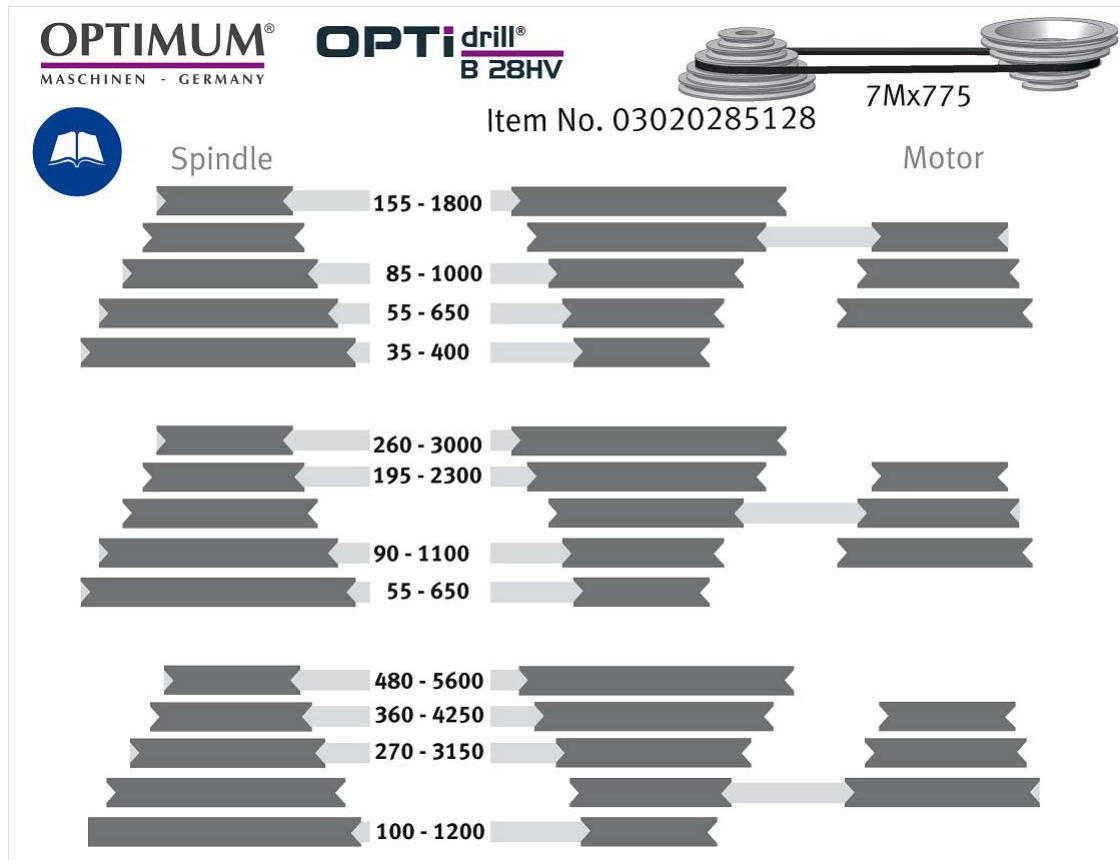 OPTIMUM®
MASCHINEN - GERMANY
OPTi drill®
B 28HV
7Mx775
Item No. 03020285128
Spindle
Motor
155 - 1800
85 - 1000
55 - 650
35 - 400
260 - 3000
195 - 2300
90 - 1100
55 - 650
480 - 5600
360 - 4250
270 - 3150
100 - 1200